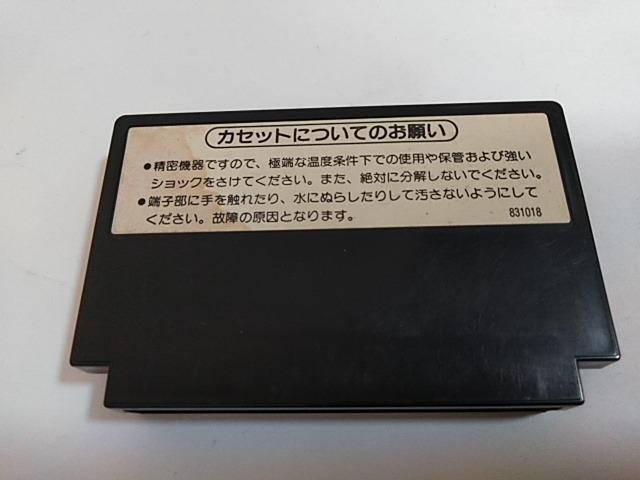 カセットについてのお願い
●精密機器ですので、極端な温度条件下での使用や保管および強い
ショックをさけてください。また、絶対に分解しないでください。
●端子部に手を触れたり、水にぬらしたりして汚さないようにして
ください。故障の原因となります。
831018